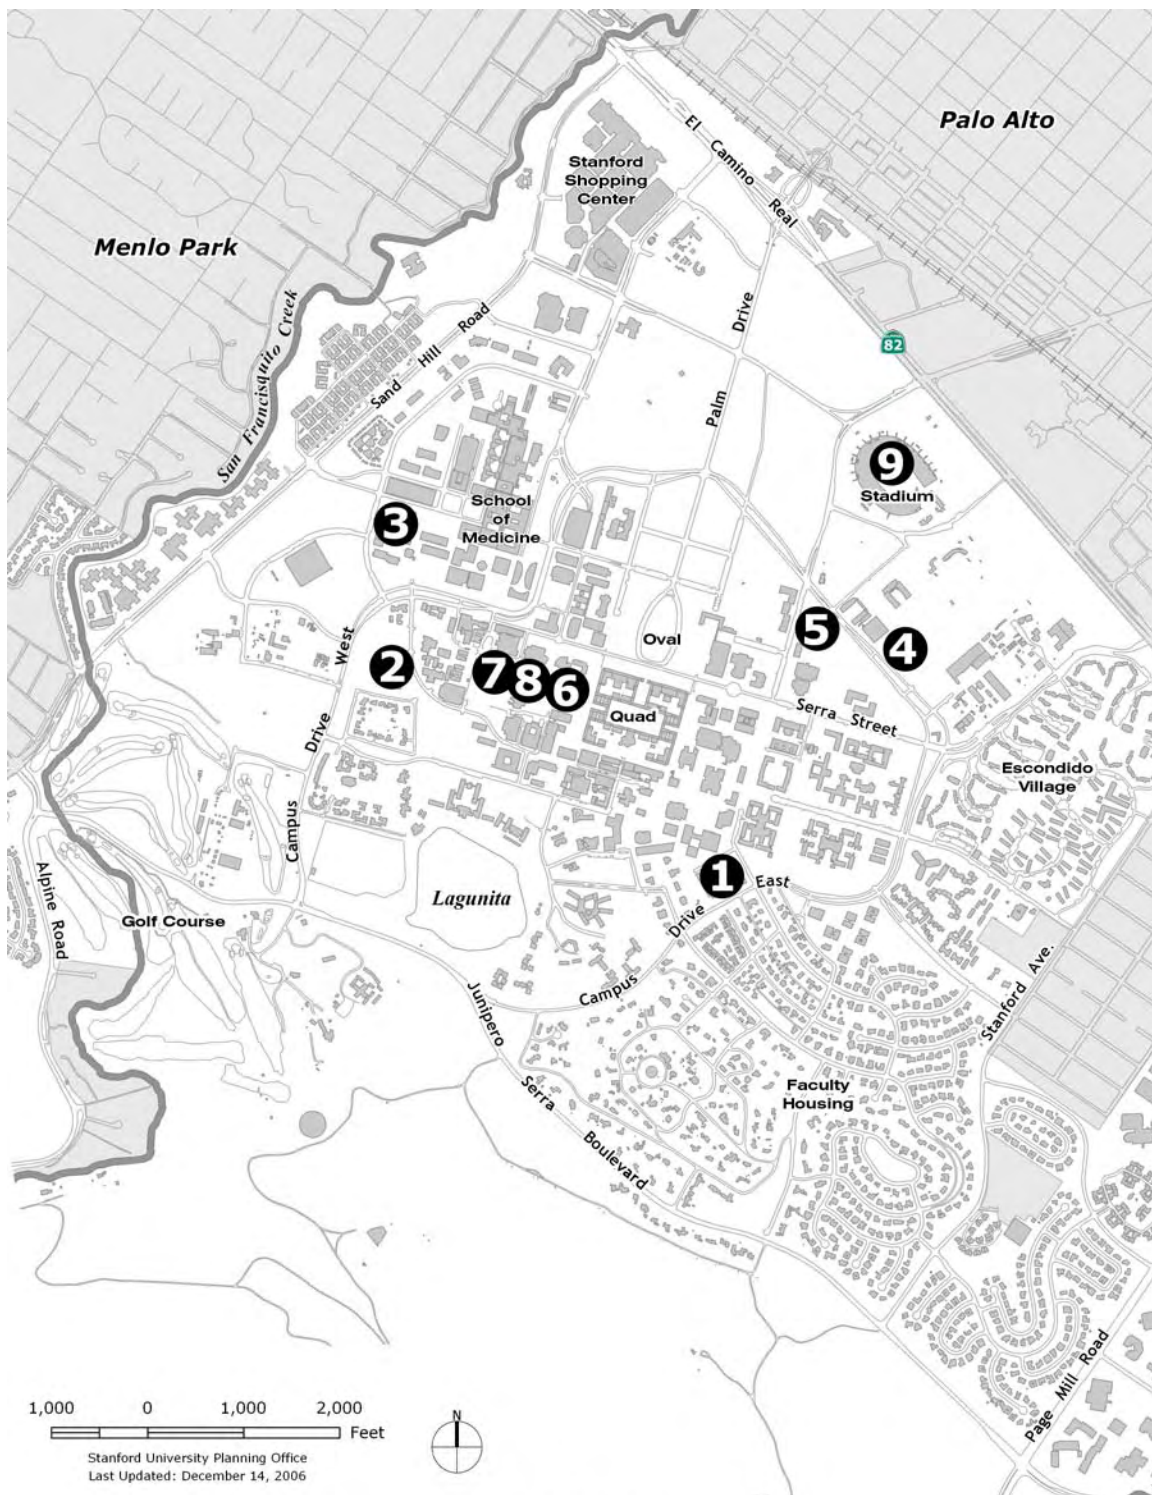 Palo Alto
El Camino Real
Stanford
Shopping
Center
Menlo Park
San Francisquito Creek
Sand Hill Road
Palm Drive
82
9
Stadium
School
of
Medicine
3
5
4
Oval
2
7
8
6
Quad
Serra Street
Campus Drive West
Escondido
Village
1
Campus Drive East
Lagunita
Alpine Road
Golf Course
Stanford Ave.
Junipero Serra Boulevard
Faculty
Housing
Page Mill Road
1,000 0 1,000 2,000
Feet
N
Stanford University Planning Office
Last Updated: December 14, 2006